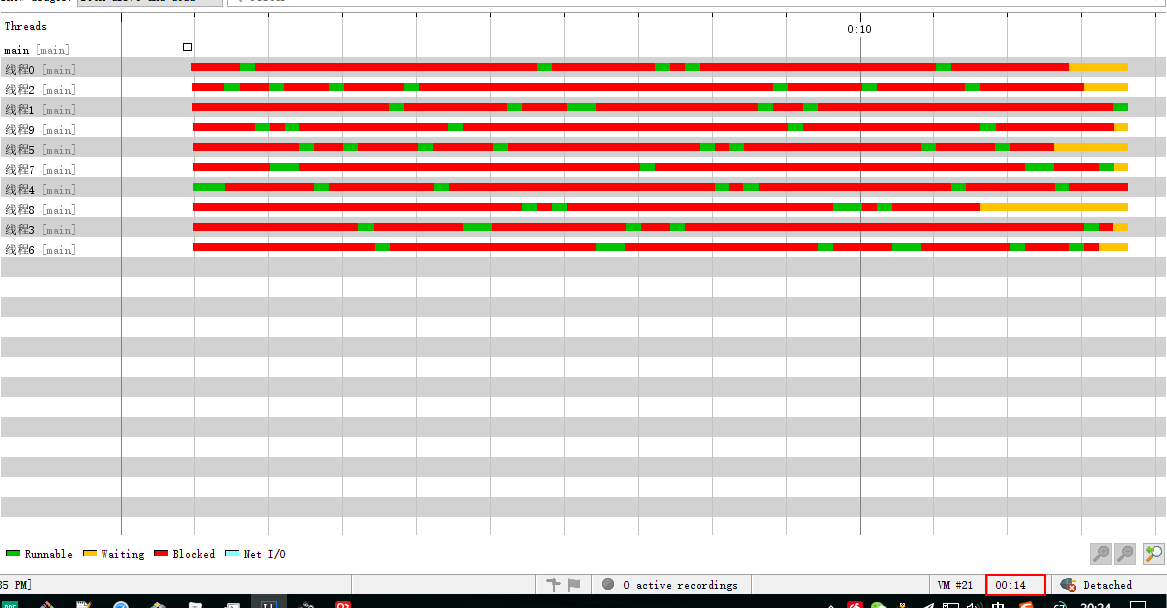 Threads
0:10
main [main]
线程0 [main]
线程2 [main]
线程1 [main]
线程9 [main]
线程5 [main]
线程7 [main]
线程4 [main]
线程8 [main]
线程3 [main]
线程6 [main]
Runnable Waiting Blocked Net I/O
35 PM] 0 active recordings VM #21 00:14 Detached